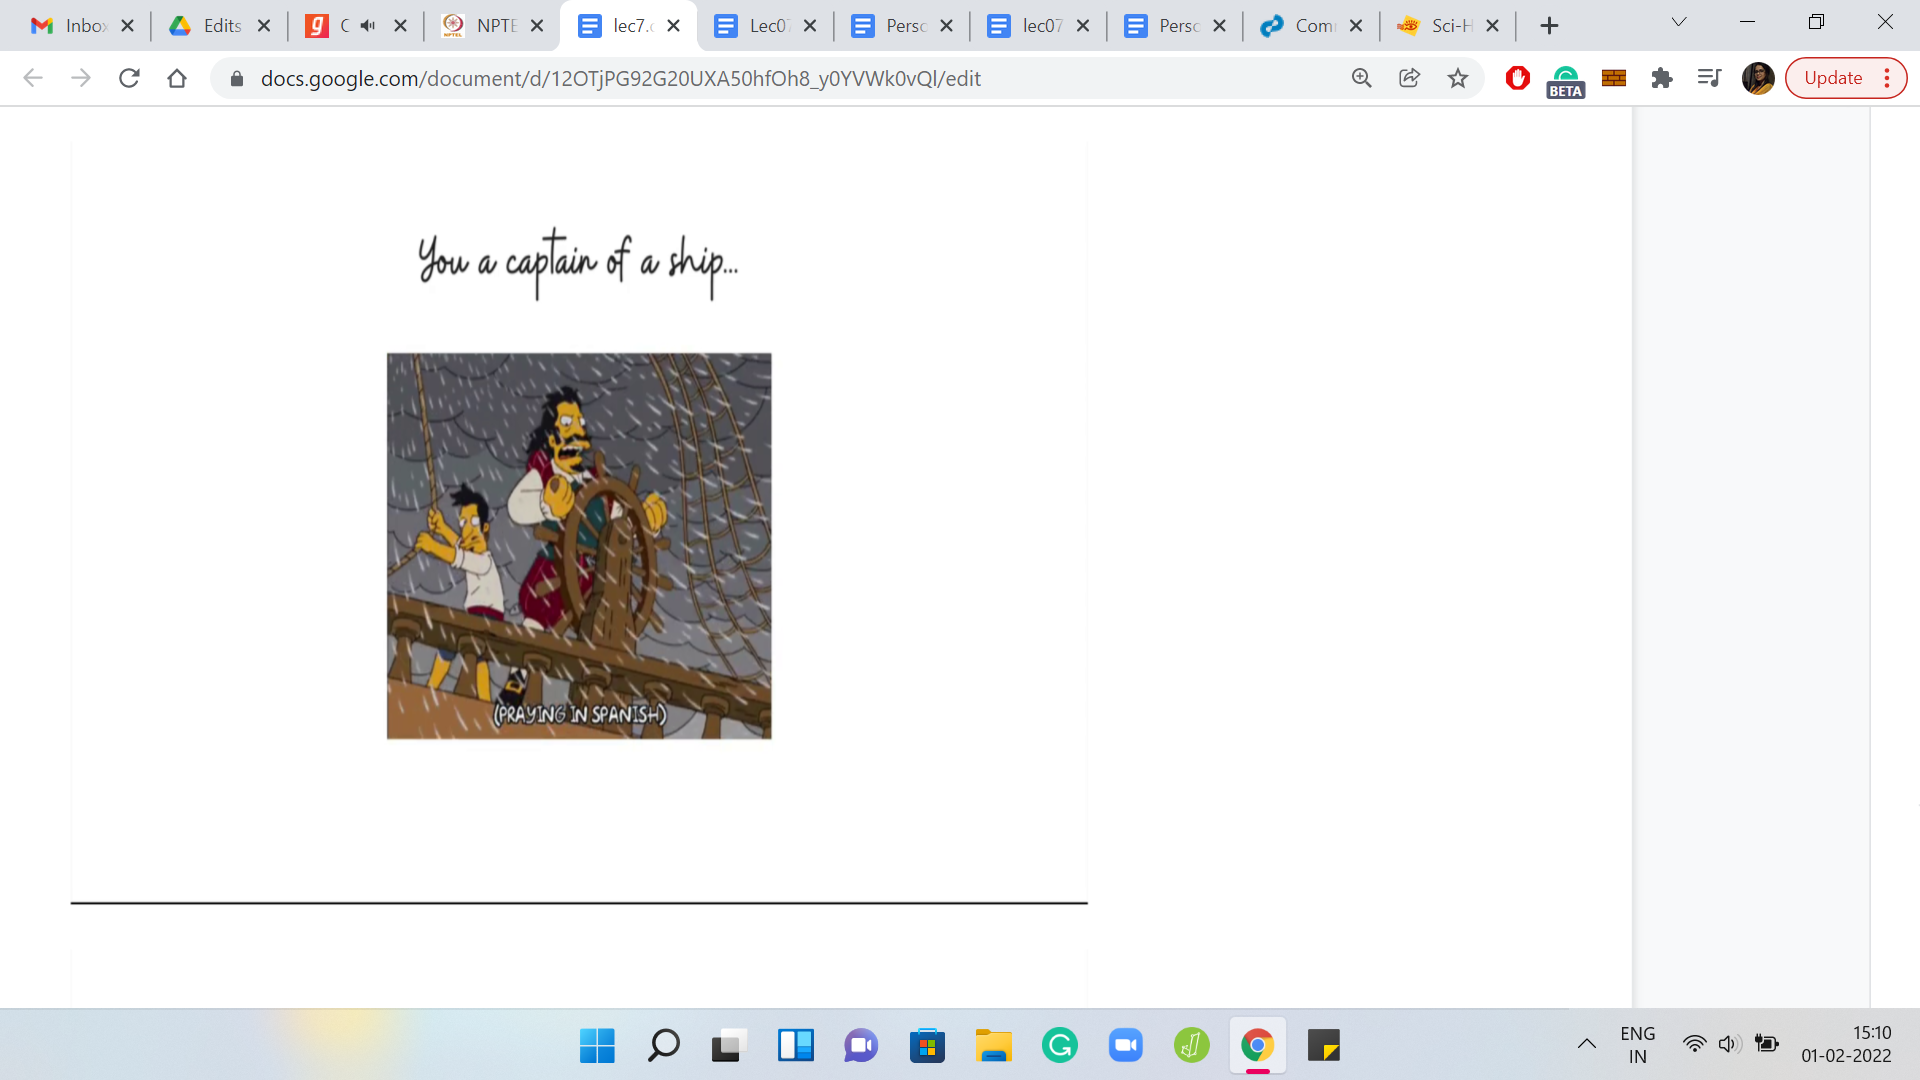 Inbox
Edits
C
NPTE
lec7.
Lec07
Perso
lec07
Perso
Com
Sci-H
docs.google.com/document/d/12OTjPG92G20UXA50hfOh8_y0YVWk0vQl/edit
BETA
Update
You a captain of a ship...
(PRAYING IN SPANISH)
ENG
IN
15:10
01-02-2022